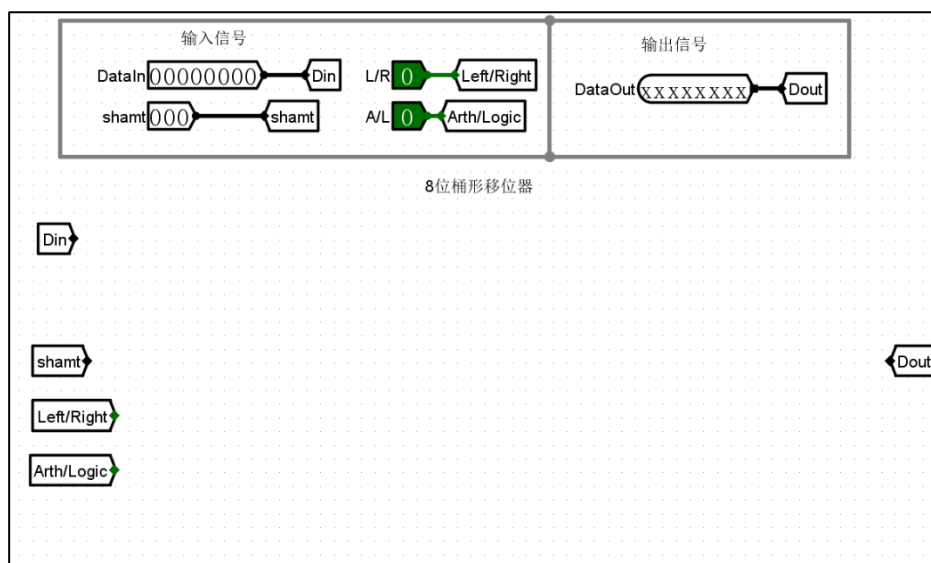 输入信号
输出信号
DataIn 00000000 Din
L/R 0 Left/Right
DataOut xxxxxxxx Dout
shamt 000 shamt
A/L 0 Arth/Logic
8位桶形移位器
Din
shamt
Dout
Left/Right
Arth/Logic